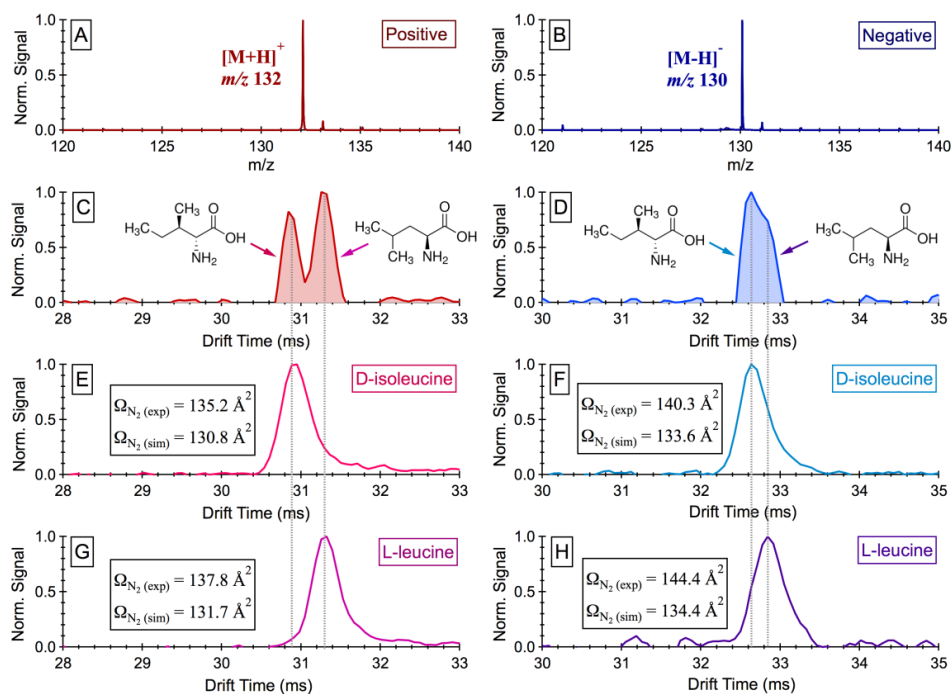 A
Positive
[M+H]⁺
m/z 132
Norm. Signal
1.0
0.5
0.0
120 125 130 135 140
m/z
B
Negative
[M-H]⁻
m/z 130
Norm. Signal
1.0
0.5
0.0
120 125 130 135 140
m/z
C
Norm. Signal
1.0
0.5
0.0
CH₃
O
H₃C
OH
NH₂
O
H₃C
OH
CH₃ NH₂
28 29 30 31 32 33
Drift Time (ms)
D
Norm. Signal
1.0
0.5
0.0
CH₃
O
H₃C
OH
NH₂
O
H₃C
OH
CH₃ NH₂
30 31 32 33 34 35
Drift Time (ms)
E
D-isoleucine
Norm. Signal
1.0
0.5
0.0
Ω_N₂ (exp) = 135.2 Å²
Ω_N₂ (sim) = 130.8 Å²
28 29 30 31 32 33
Drift Time (ms)
F
D-isoleucine
Norm. Signal
1.0
0.5
0.0
Ω_N₂ (exp) = 140.3 Å²
Ω_N₂ (sim) = 133.6 Å²
30 31 32 33 34 35
Drift Time (ms)
G
L-leucine
Norm. Signal
1.0
0.5
0.0
Ω_N₂ (exp) = 137.8 Å²
Ω_N₂ (sim) = 131.7 Å²
28 29 30 31 32 33
Drift Time (ms)
H
L-leucine
Norm. Signal
1.0
0.5
0.0
Ω_N₂ (exp) = 144.4 Å²
Ω_N₂ (sim) = 134.4 Å²
30 31 32 33 34 35
Drift Time (ms)